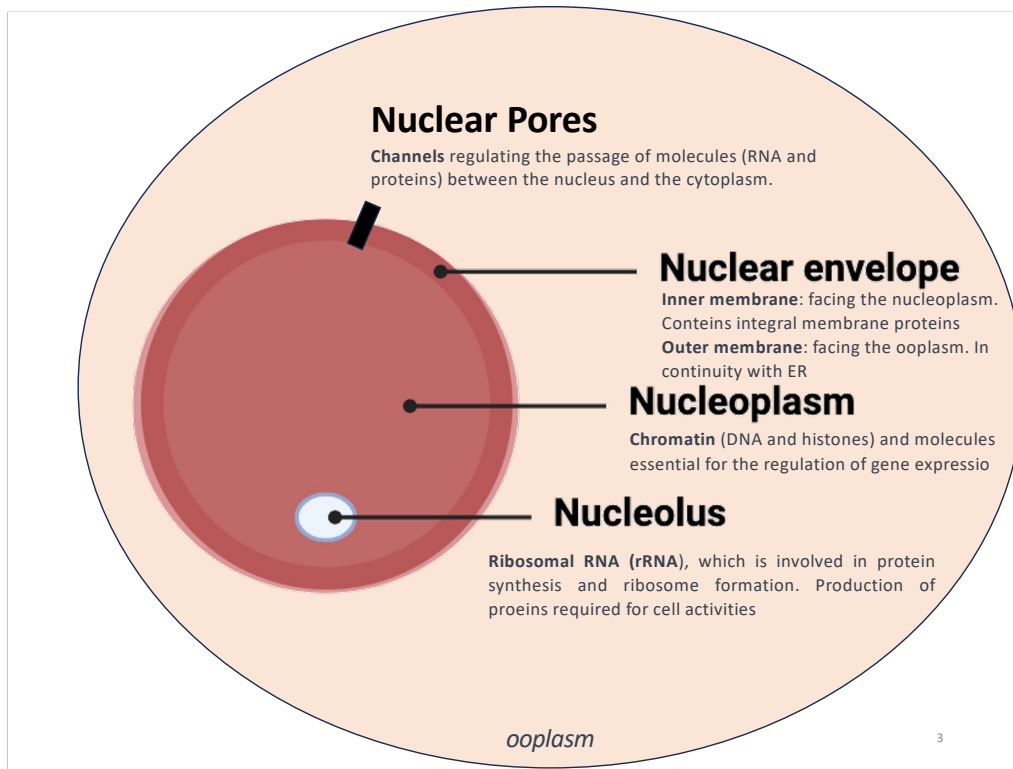 Nuclear Pores
Channels regulating the passage of molecules (RNA and
proteins) between the nucleus and the cytoplasm.
Nuclear envelope
Inner membrane: facing the nucleoplasm.
Conteins integral membrane proteins
Outer membrane: facing the ooplasm. In
continuity with ER
Nucleoplasm
Chromatin (DNA and histones) and molecules
essential for the regulation of gene expressio
Nucleolus
Ribosomal RNA (rRNA), which is involved in protein
synthesis and ribosome formation. Production of
proeins required for cell activities
ooplasm
3